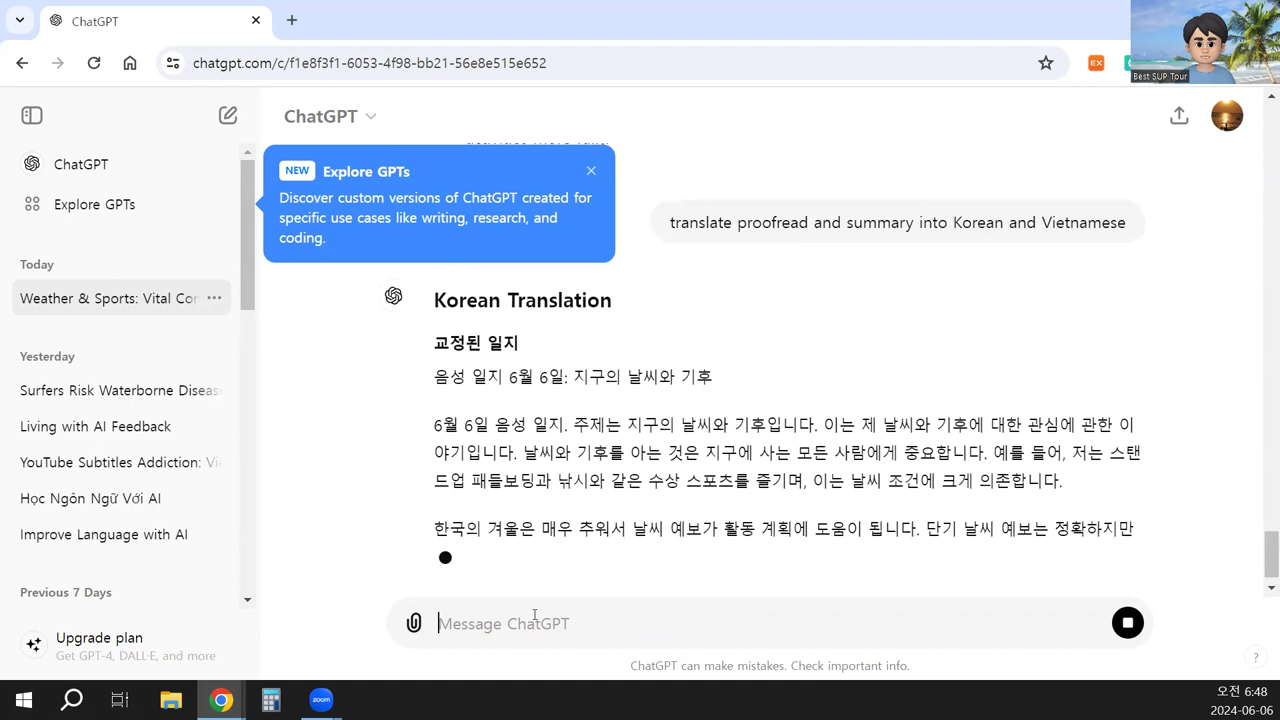 ChatGPT
chatgpt.com/c/f1e8f3f1-6053-4f98-bb21-56e8e515e652
EX
Best SUP Tour
ChatGPT
ChatGPT
Explore GPTs
Today
Weather & Sports: Vital Cor
Yesterday
Surfers Risk Waterborne Diseas
Living with AI Feedback
YouTube Subtitles Addiction: Vi
Học Ngôn Ngữ Với AI
Improve Language with AI
Previous 7 Days
Upgrade plan
Get GPT-4, DALL·E, and more
NEW Explore GPTs
Discover custom versions of ChatGPT created for
specific use cases like writing, research, and
coding.
translate proofread and summary into Korean and Vietnamese
Korean Translation
교정된 일지
음성 일지 6월 6일: 지구의 날씨와 기후
6월 6일 음성 일지. 주제는 지구의 날씨와 기후입니다. 이는 제 날씨와 기후에 대한 관심에 관한 이
야기입니다. 날씨와 기후를 아는 것은 지구에 사는 모든 사람에게 중요합니다. 예를 들어, 저는 스탠
드업 패들보딩과 낚시와 같은 수상 스포츠를 즐기며, 이는 날씨 조건에 크게 의존합니다.
한국의 겨울은 매우 추워서 날씨 예보가 활동 계획에 도움이 됩니다. 단기 날씨 예보는 정확하지만
Message ChatGPT
ChatGPT can make mistakes. Check important info.
?
zoom
오전 6:48
2024-06-06